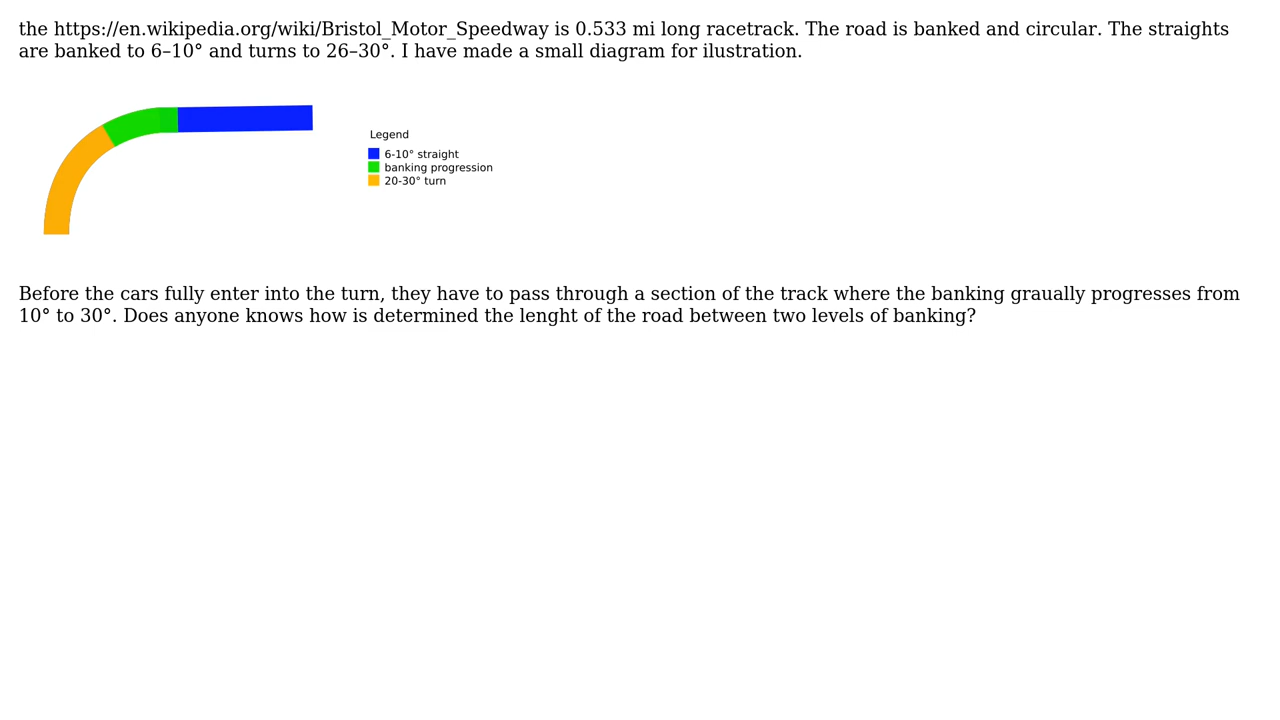 the https://en.wikipedia.org/wiki/Bristol_Motor_Speedway is 0.533 mi long racetrack. The road is banked and circular. The straights
are banked to 6–10° and turns to 26–30°. I have made a small diagram for ilustration.
Legend
6-10° straight
banking progression
20-30° turn
Before the cars fully enter into the turn, they have to pass through a section of the track where the banking graually progresses from
10° to 30°. Does anyone knows how is determined the lenght of the road between two levels of banking?